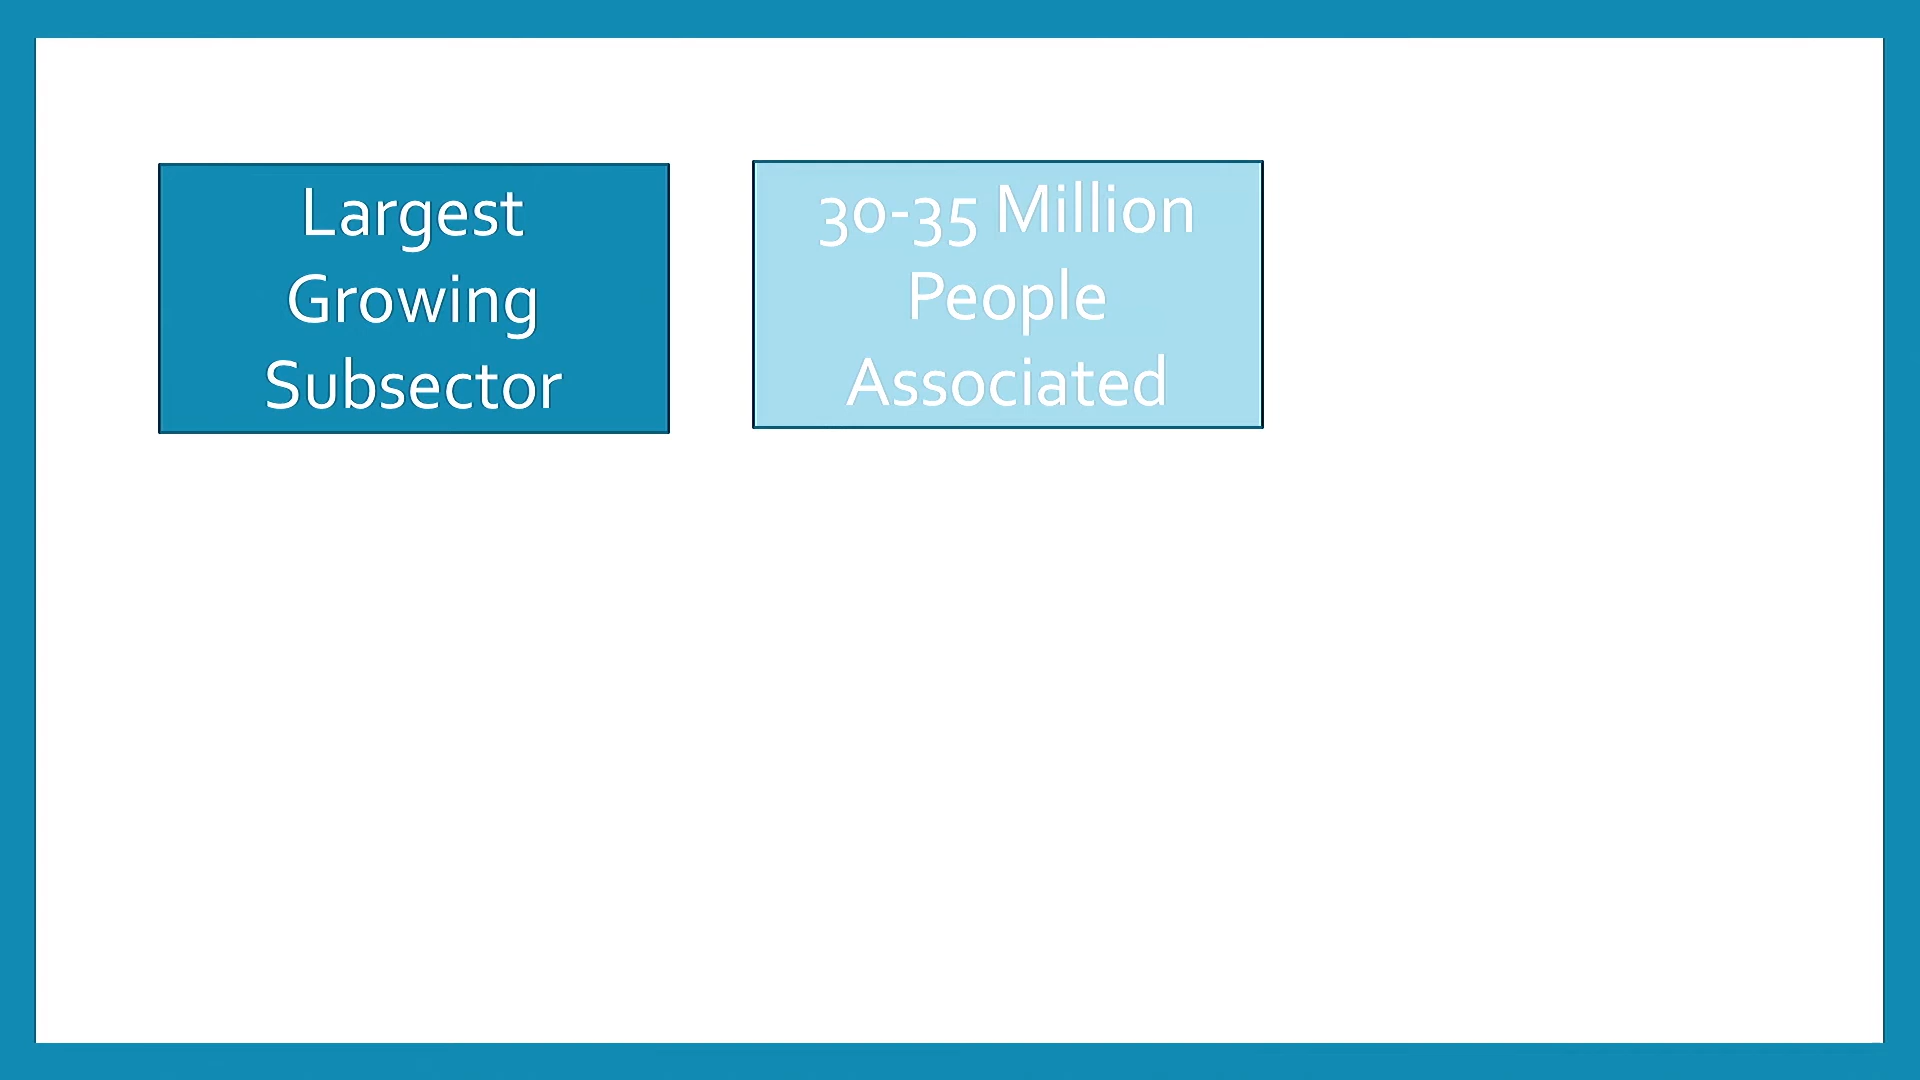 Largest
Growing
Subsector
30-35 Million
People
Associated